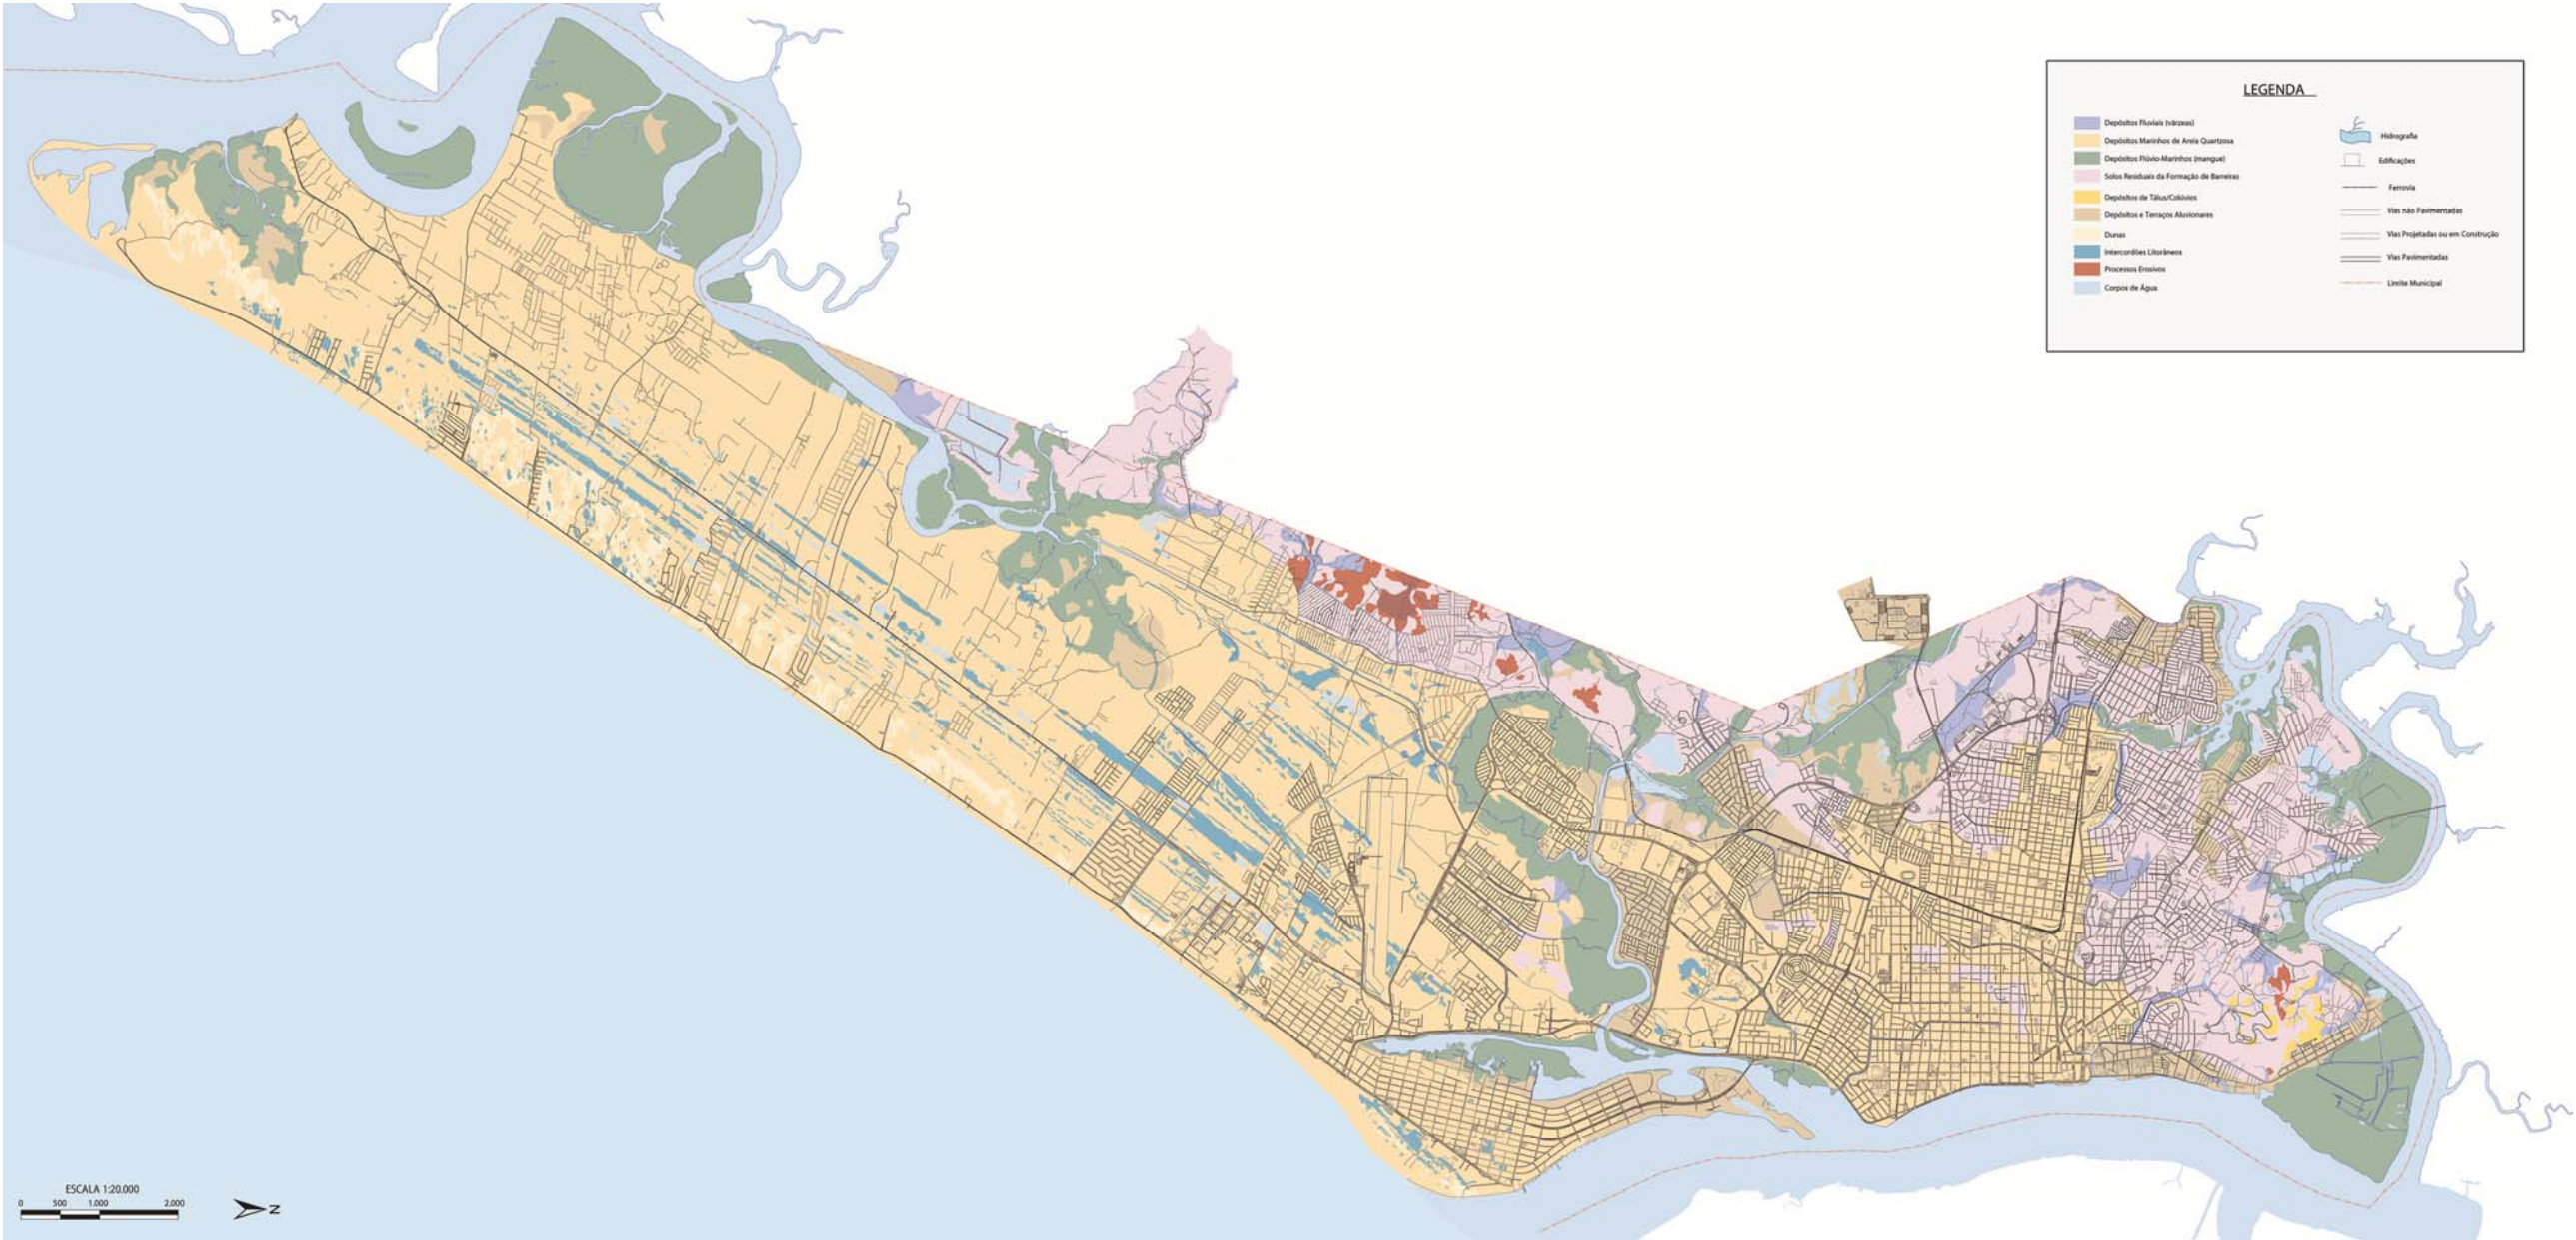 LEGENDA
Depósitos Fluviais (várzeas)
Depósitos Marinhos de Areia Quartzosa
Depósitos Flúvio-Marinhos (mangue)
Solos Residuais da Formação de Barreiras
Depósitos de Tálus/Colúvios
Depósitos e Terraços Aluvionares
Dunas
Intercordões Litorâneos
Processos Erosivos
Corpos de Água
Hidrografia
Edificações
Ferrovia
Vias não Pavimentadas
Vias Projetadas ou em Construção
Vias Pavimentadas
Limite Municipal
ESCALA 1:20.000
0 500 1.000 2.000
N